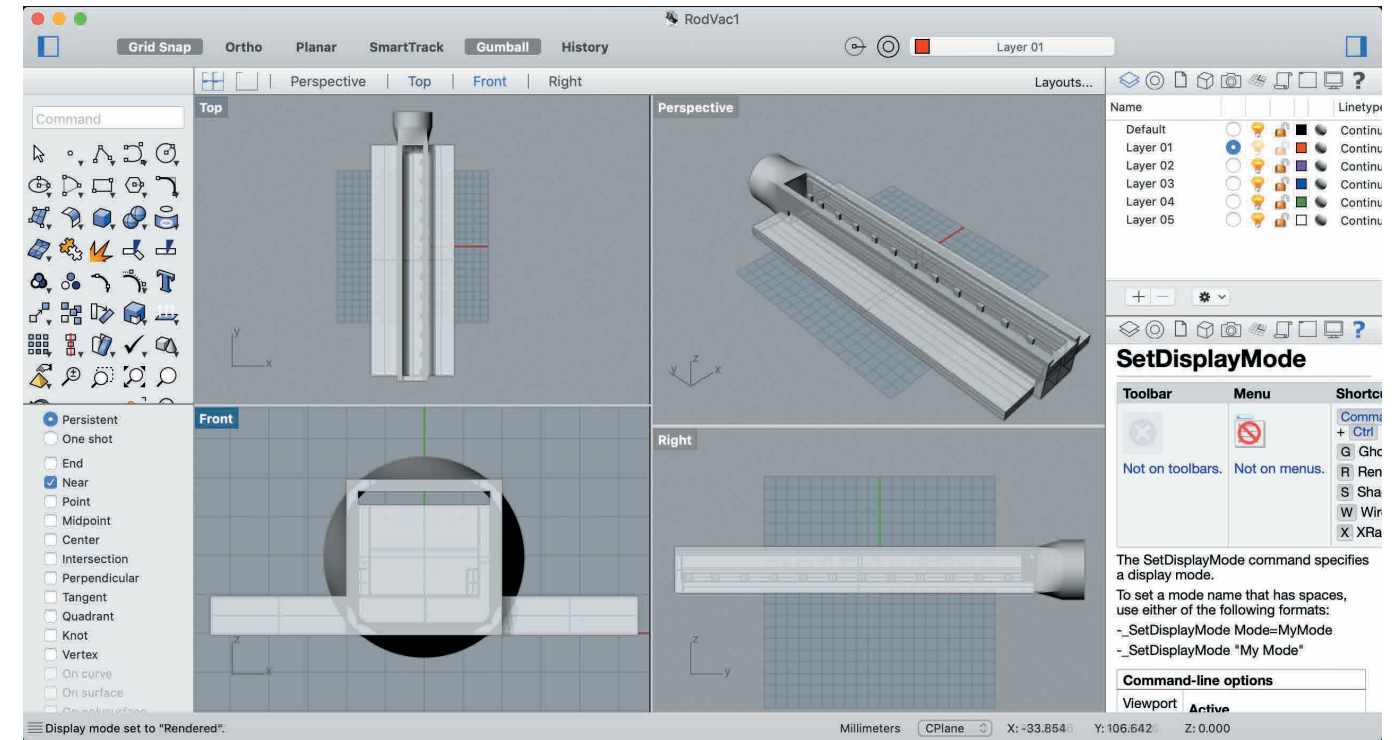 RodVac1
Grid Snap Ortho Planar SmartTrack Gumball History Layer 01
Perspective | Top | Front | Right Layouts...
Command
Persistent
One shot
End
Near
Point
Midpoint
Center
Intersection
Perpendicular
Tangent
Quadrant
Knot
Vertex
On curve
On surface
On polysurface
Top
y
x
Perspective
z
y
x
Front
z
x
Right
z
y
Name Linetype
Default Continu
Layer 01 Continu
Layer 02 Continu
Layer 03 Continu
Layer 04 Continu
Layer 05 Continu
SetDisplayMode
Toolbar Menu Shortcu
Comma
+ Ctrl
Not on toolbars. Not on menus.
G Gho
R Ren
S Sha
W Wir
X XRa
The SetDisplayMode command specifies
a display mode.
To set a mode name that has spaces,
use either of the following formats:
-_SetDisplayMode Mode=MyMode
-_SetDisplayMode "My Mode"
Command-line options
Viewport Active
Display mode set to "Rendered". Millimeters CPlane X: -33.854 Y: 106.642 Z: 0.000